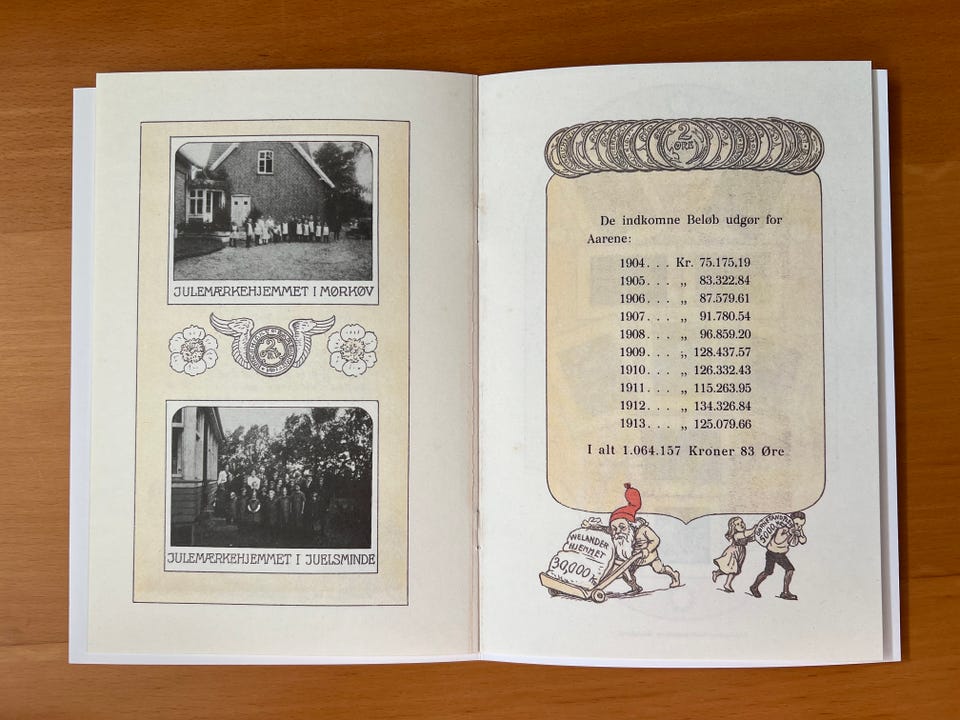 JULEMÆRKEHJEMMET I MØRKØV
2
JULEMÆRKEHJEMMET I JUELSMINDE
2
ØRE
De indkomne Beløb udgør for
Aarene:
1904. . . Kr. 75.175,19
1905. . . „ 83.322.84
1906. . . „ 87.579.61
1907. . . „ 91.780.54
1908. . . „ 96.859.20
1909. . . „ 128.437.57
1910. . . „ 126.332.43
1911. . . „ 115.263.95
1912. . . „ 134.326.84
1913. . . „ 125.079.66
I alt 1.064.157 Kroner 83 Øre
WELANDER
HJEMMET
30,000 Kr.
5000